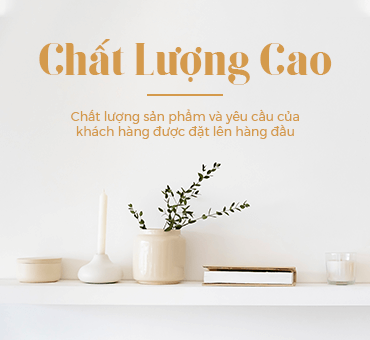 Chất Lượng Cao
Chất lượng sản phẩm và yêu cầu của
khách hàng được đặt lên hàng đầu